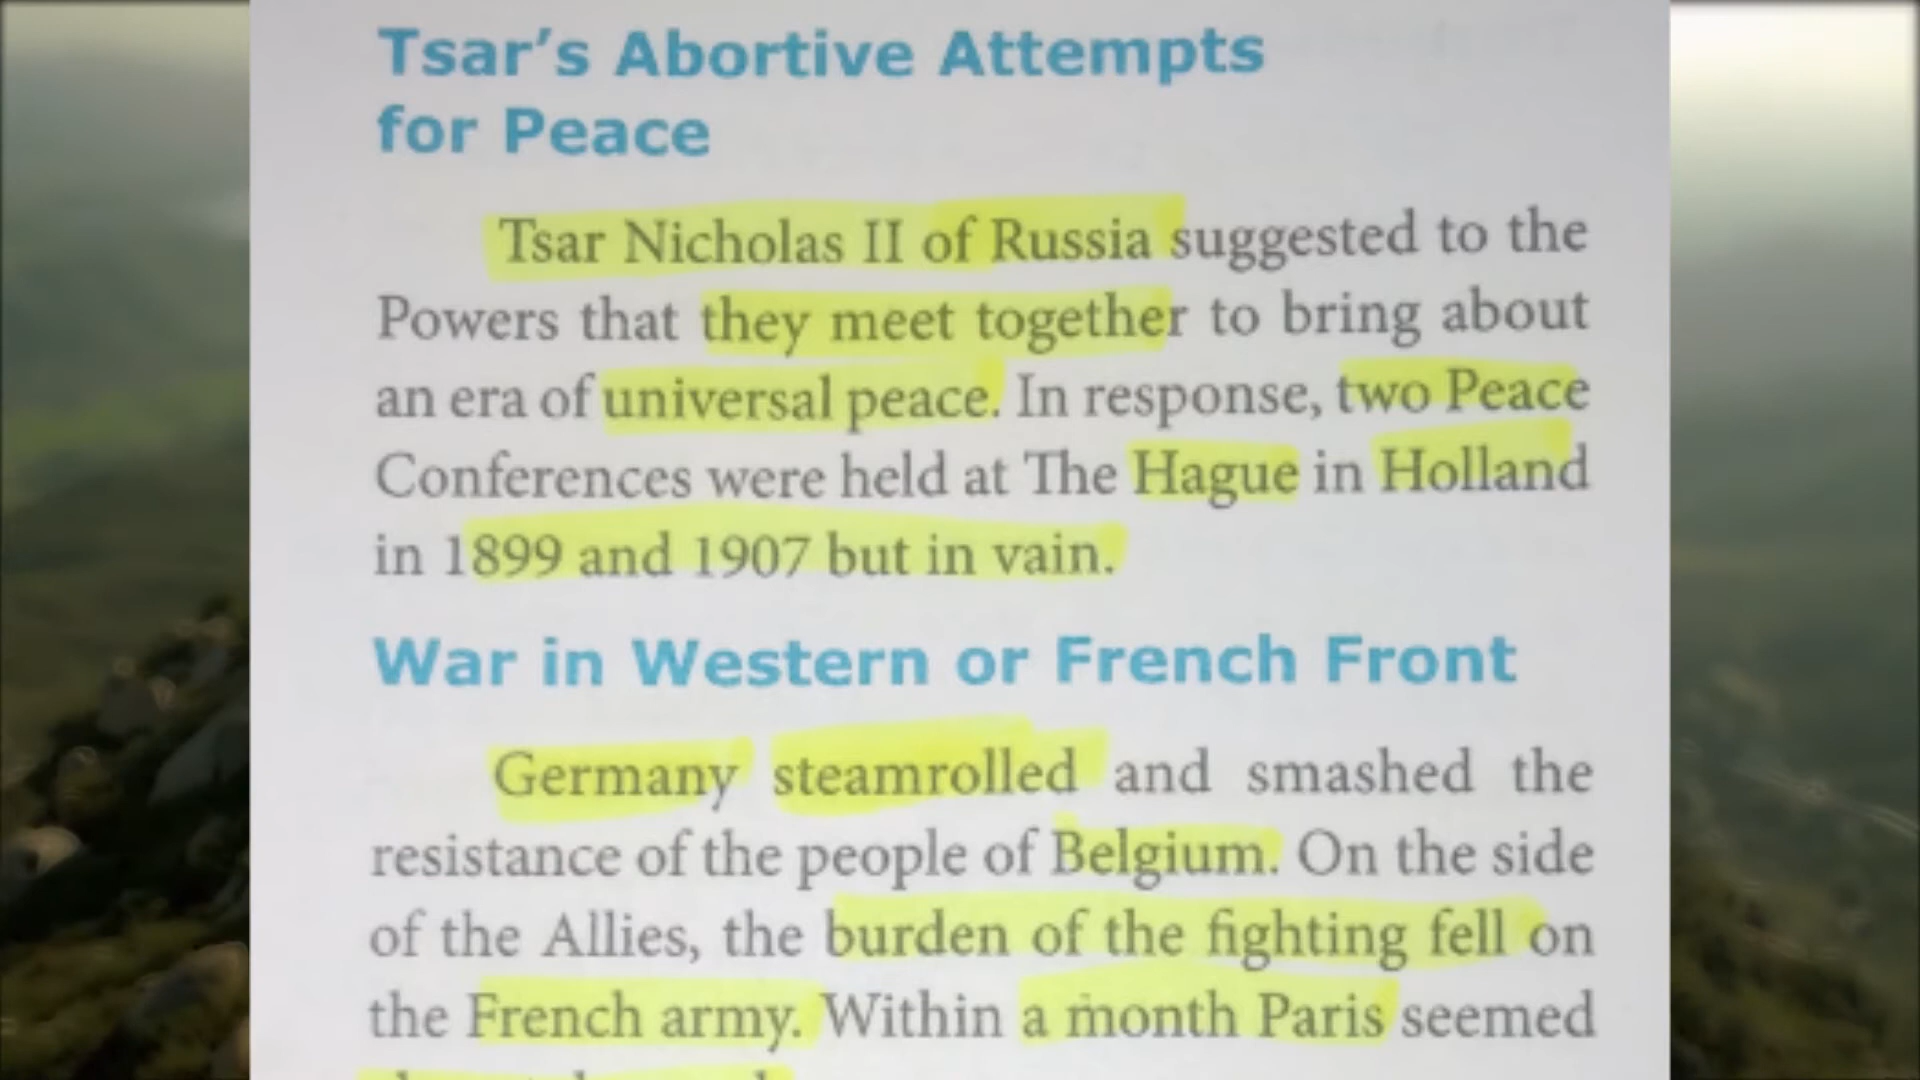 Tsar's Abortive Attempts
for Peace
Tsar Nicholas II of Russia suggested to the
Powers that they meet together to bring about
an era of universal peace. In response, two Peace
Conferences were held at The Hague in Holland
in 1899 and 1907 but in vain.
War in Western or French Front
Germany steamrolled and smashed the
resistance of the people of Belgium. On the side
of the Allies, the burden of the fighting fell on
the French army. Within a month Paris seemed